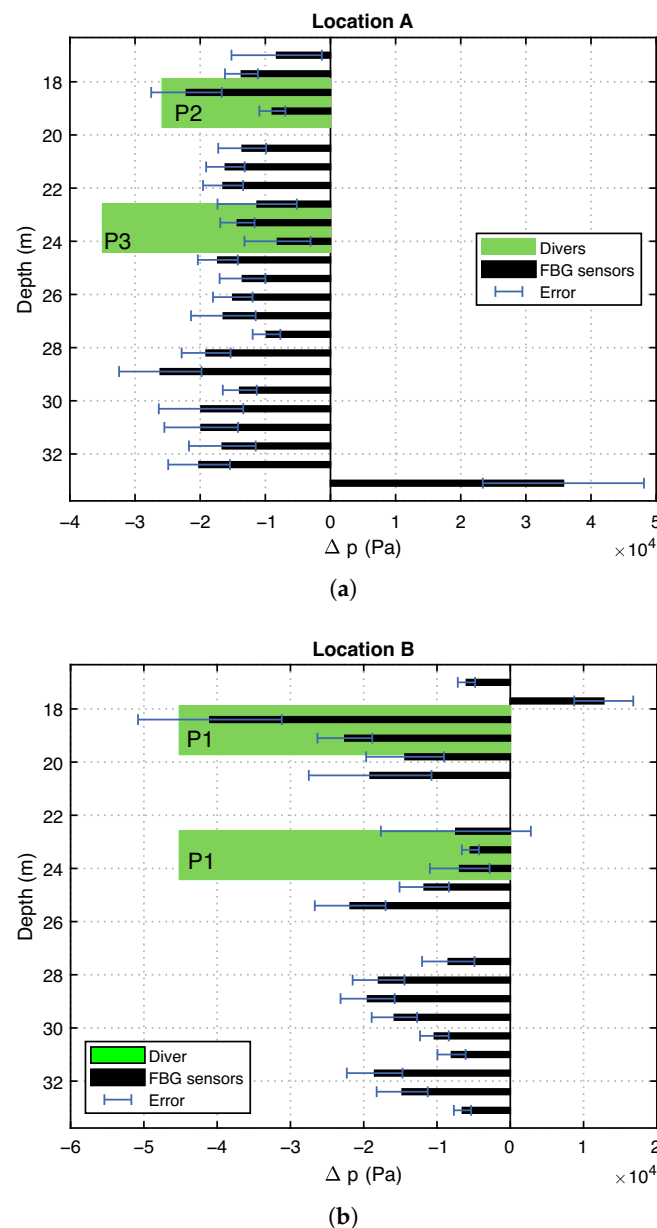 Location A
18
20
22
24
26
28
30
32
Depth (m)
P2
P3
Divers
FBG sensors
Error
−4 −3 −2 −1 0 1 2 3 4 5
Δ p (Pa)
×10⁴
(a)
Location B
18
20
22
24
26
28
30
32
Depth (m)
P1
P1
Diver
FBG sensors
Error
−6 −5 −4 −3 −2 −1 0 1 2
Δ p (Pa)
×10⁴
(b)